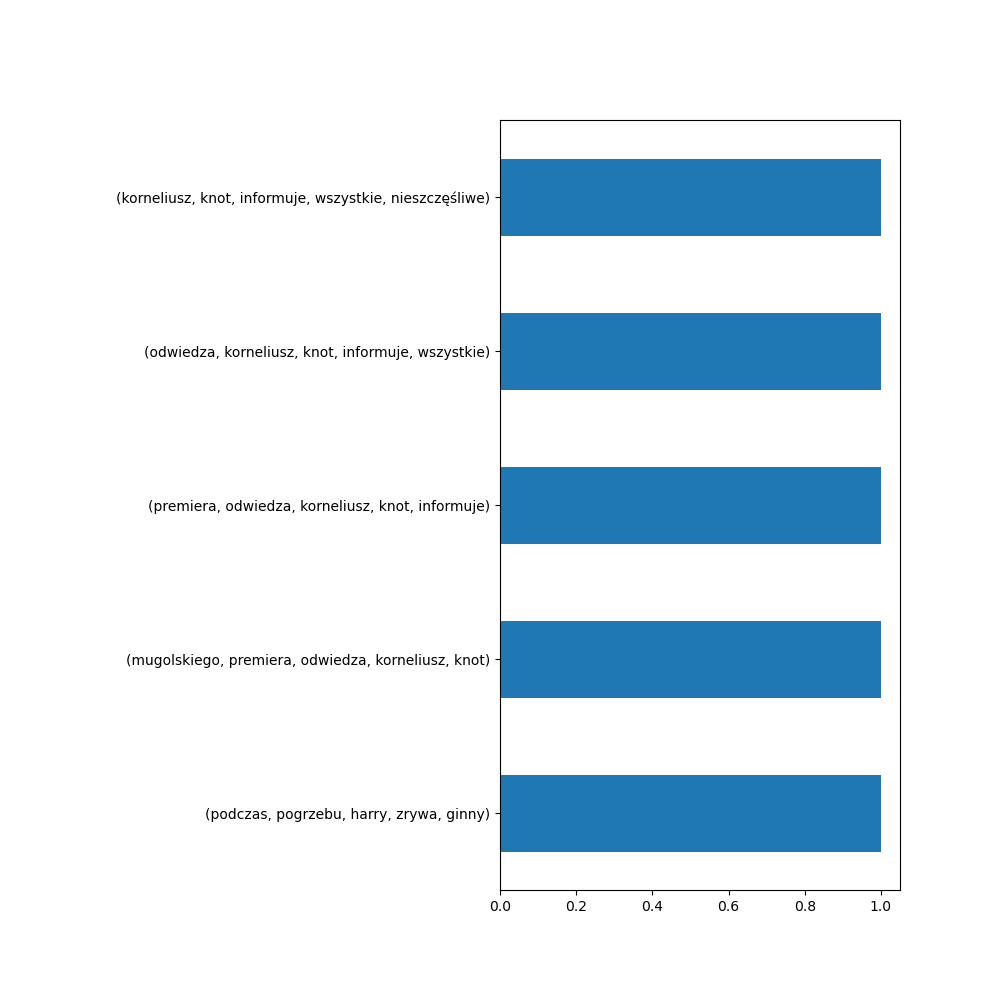 (korneliusz, knot, informuje, wszystkie, nieszczęśliwe)
(odwiedza, korneliusz, knot, informuje, wszystkie)
(premiera, odwiedza, korneliusz, knot, informuje)
(mugolskiego, premiera, odwiedza, korneliusz, knot)
(podczas, pogrzebu, harry, zrywa, ginny)
0.0 0.2 0.4 0.6 0.8 1.0